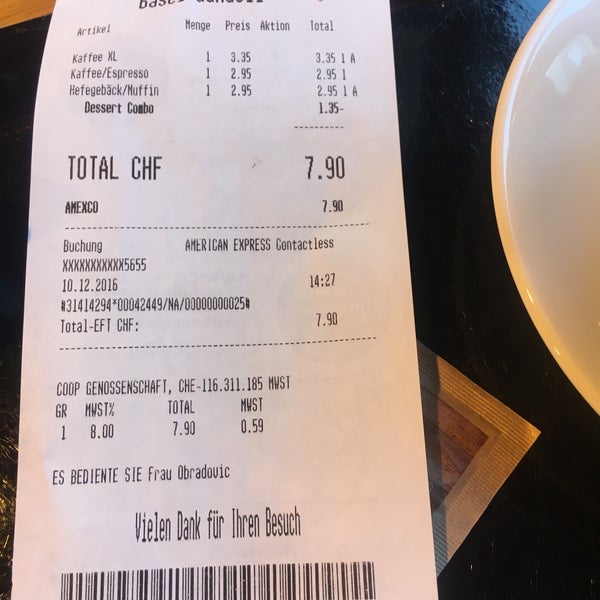 Artikel Menge Preis Aktion Total
Kaffee XL 1 3.35 3.35 1 A
Kaffee/Espresso 1 2.95 2.95 1
Hefegebäck/Muffin 1 2.95 2.95 1 A
Dessert Combo 1.35-
TOTAL CHF 7.90
AMEXCO 7.90
Buchung AMERICAN EXPRESS Contactless
XXXXXXXXXXX5655
10.12.2016 14:27
#31414294*00042449/NA/00000000025#
Total-EFT CHF: 7.90
COOP GENOSSENSCHAFT, CHE-116.311.185 MWST
GR MWST% TOTAL MWST
1 8.00 7.90 0.59
ES BEDIENTE SIE Frau Obradovic
Vielen Dank für Ihren Besuch